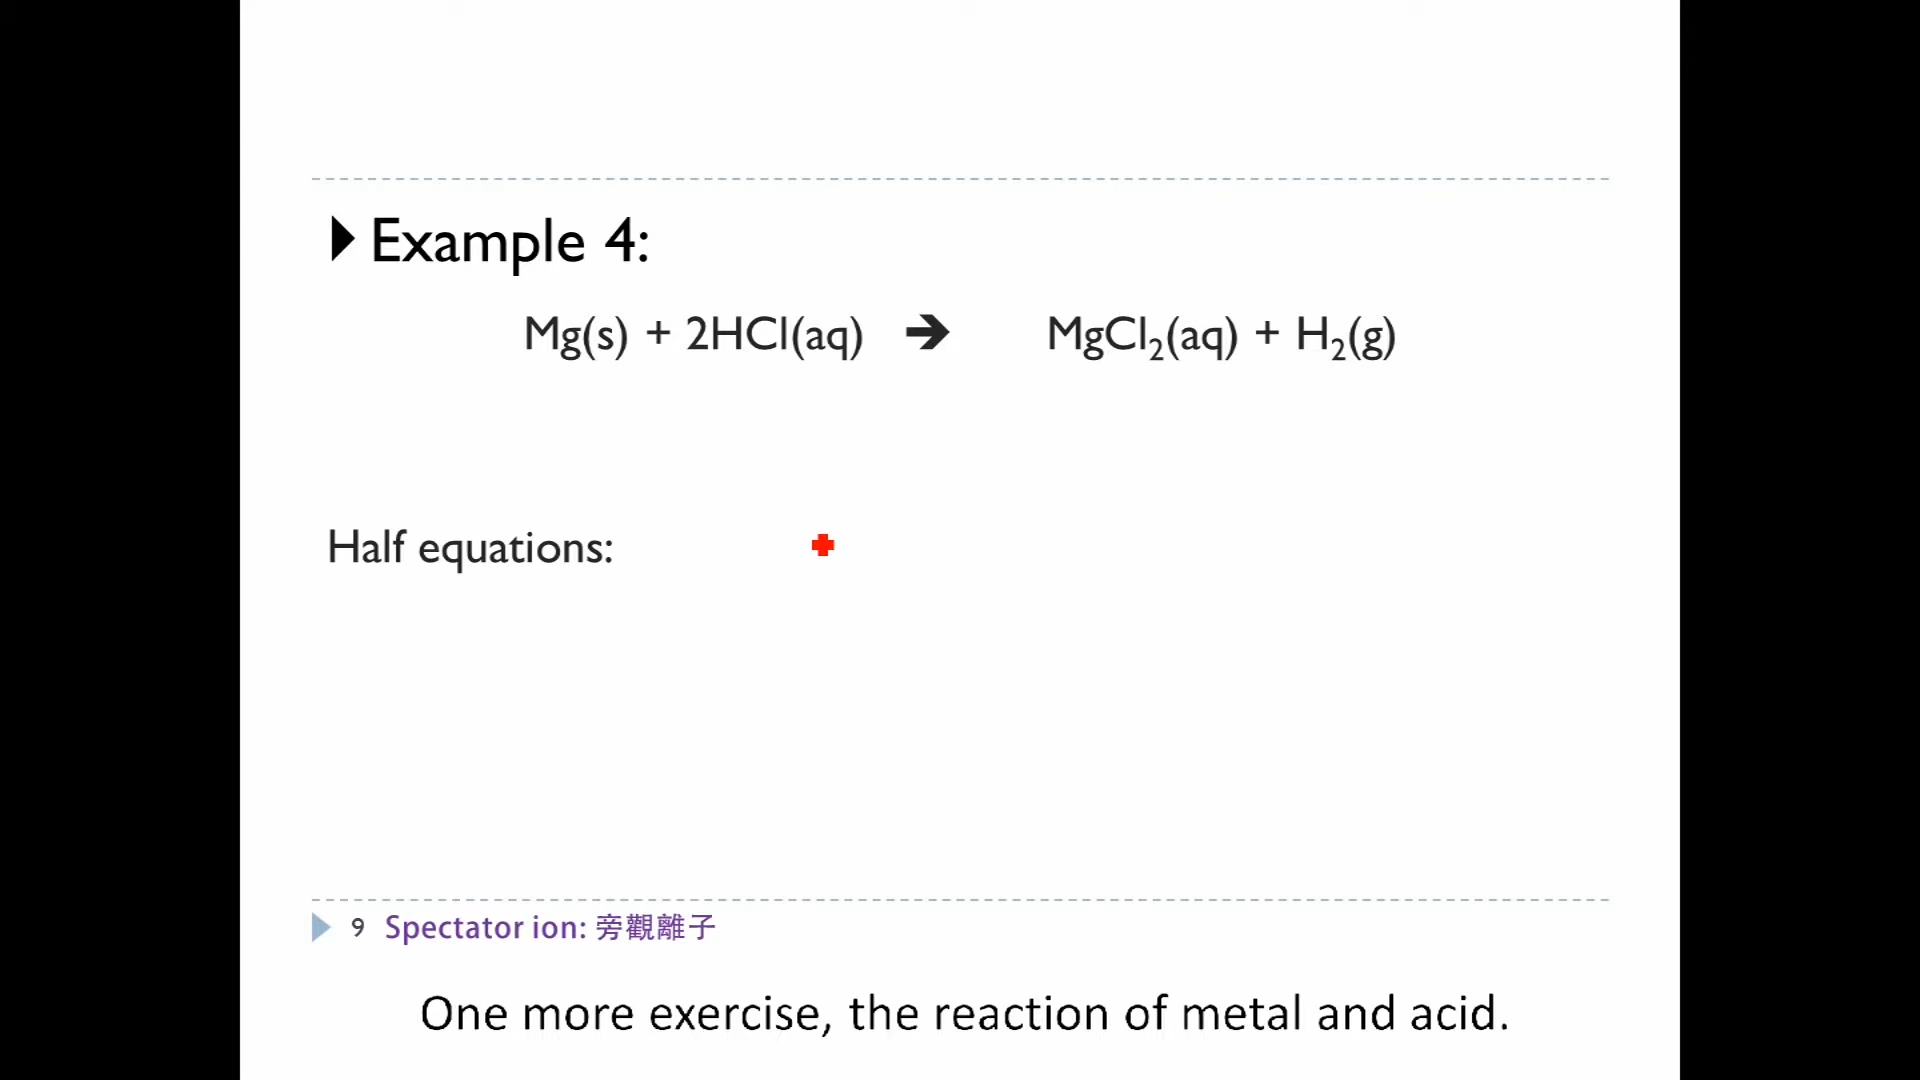 Example 4:
Mg(s) + 2HCl(aq) ➔ MgCl₂(aq) + H₂(g)
Half equations:
9 Spectator ion: 旁觀離子
One more exercise, the reaction of metal and acid.